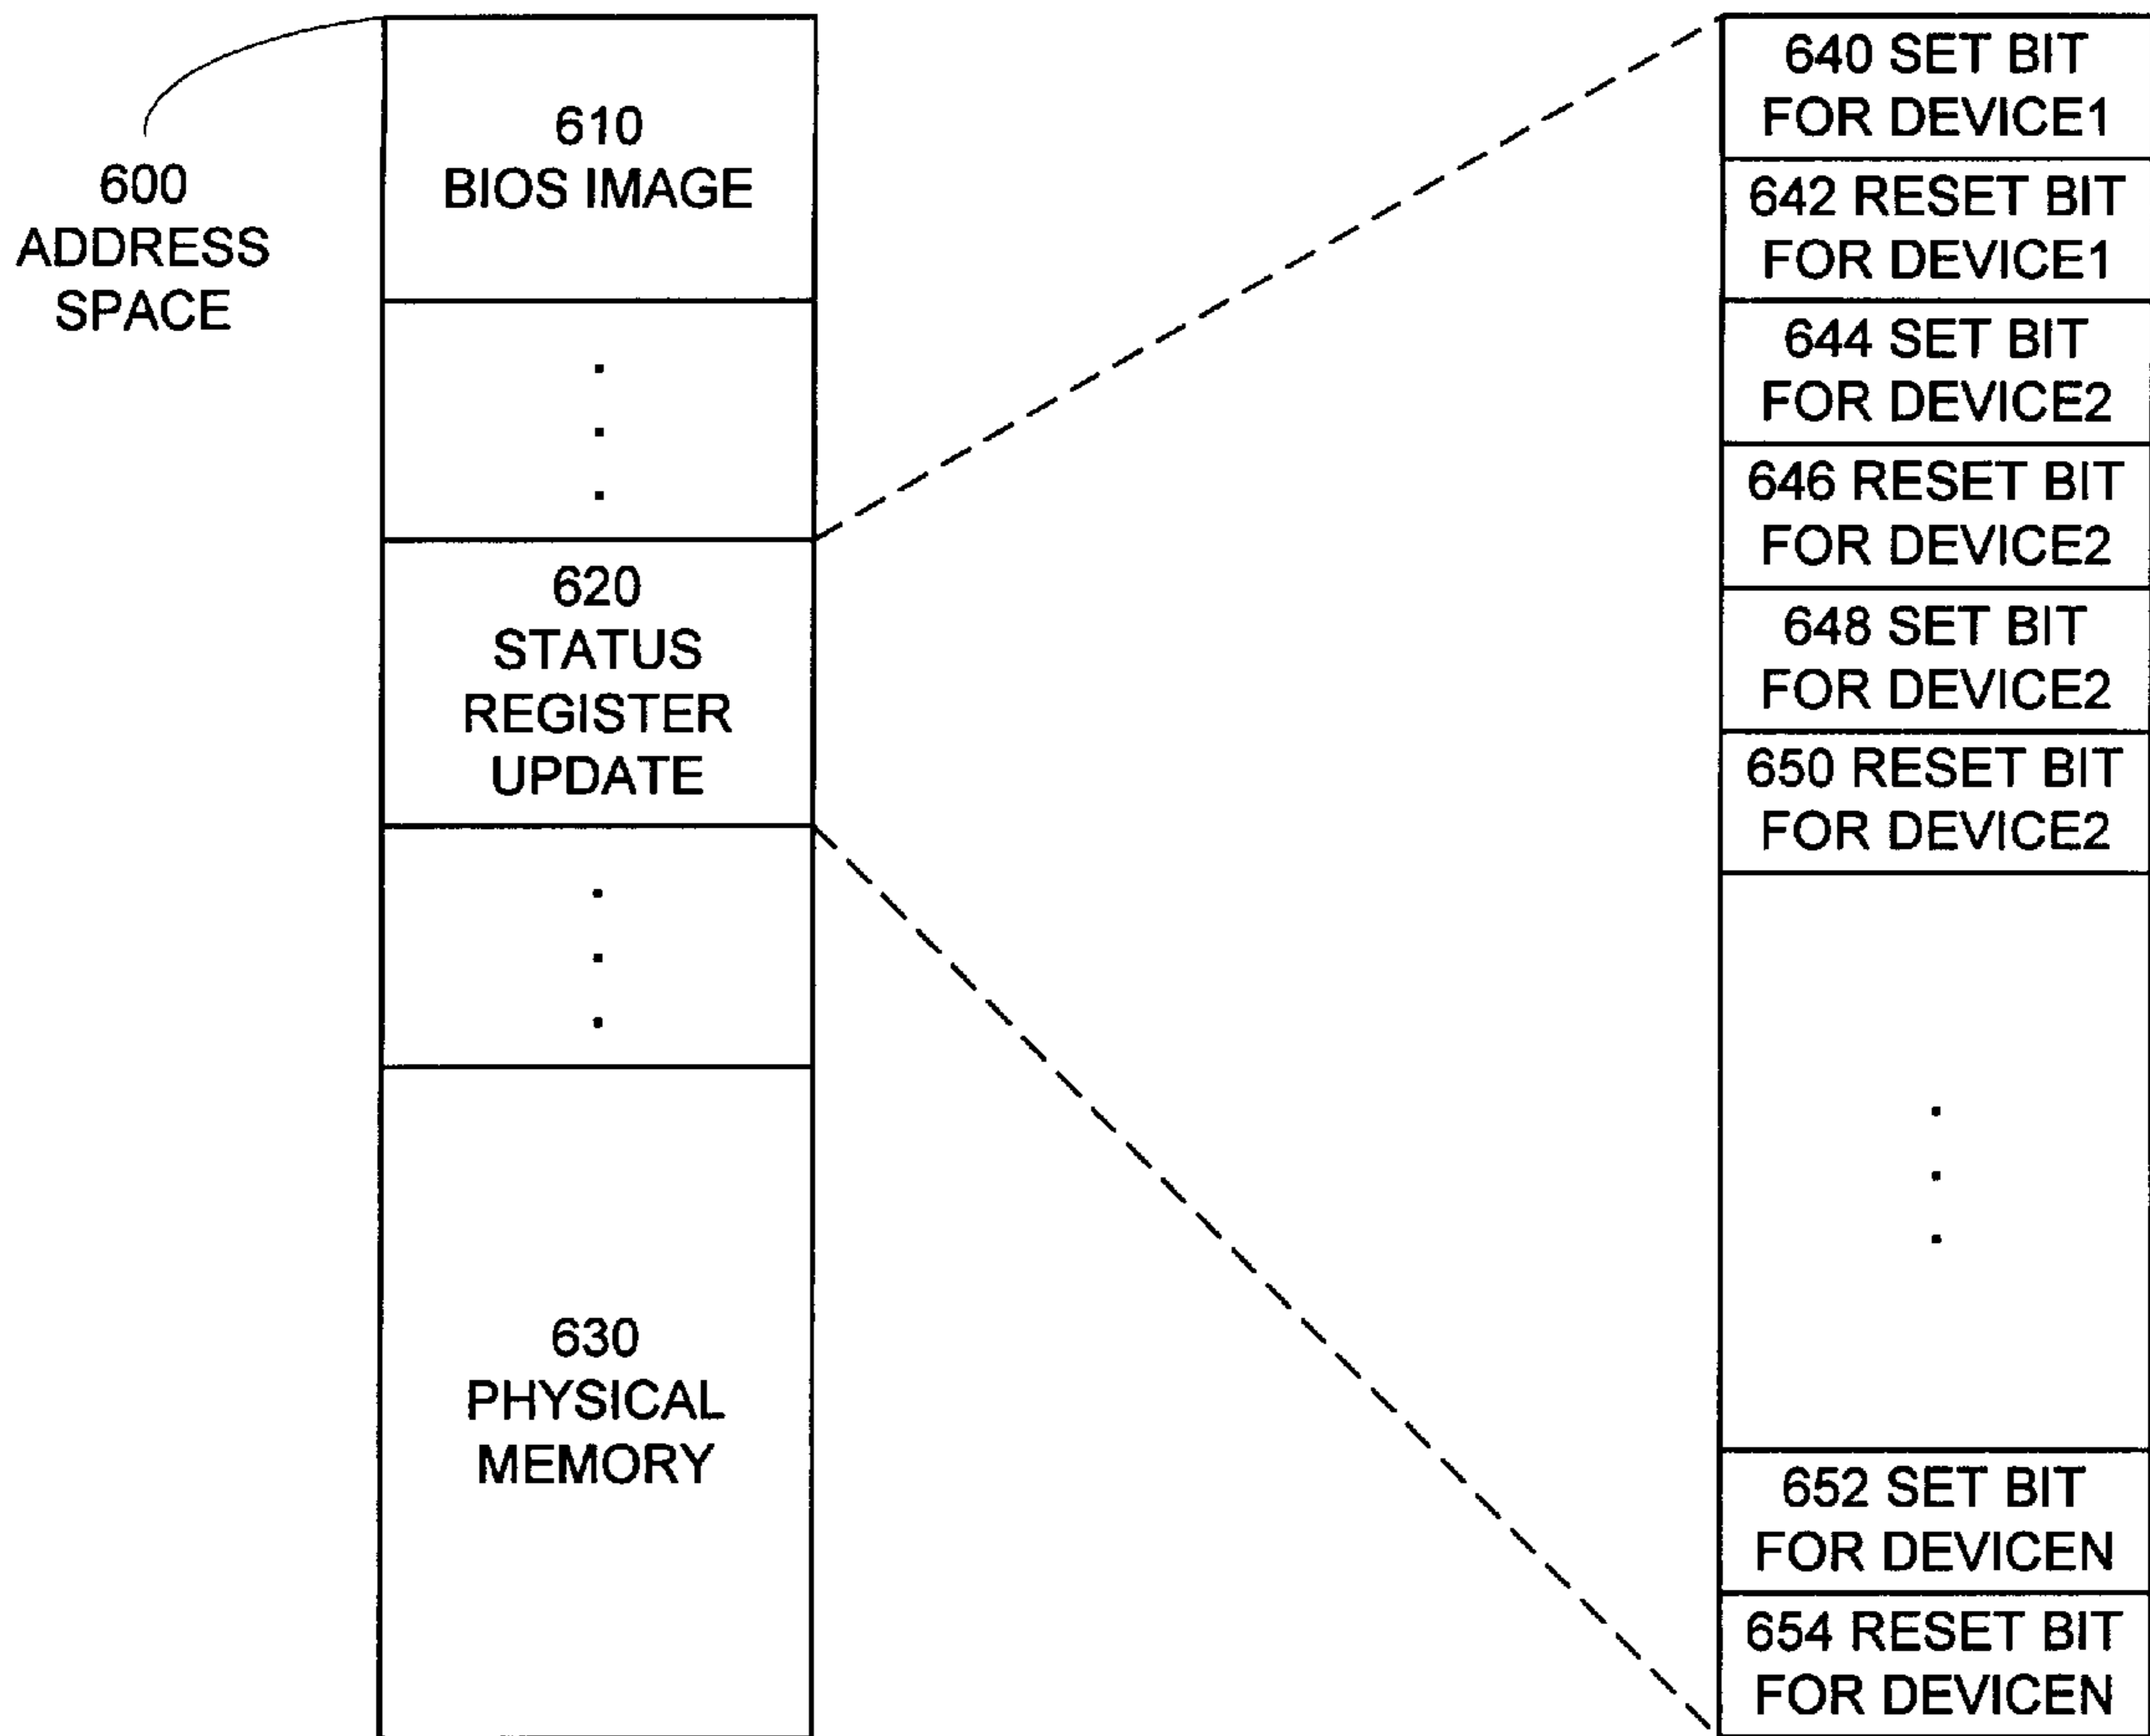 600
ADDRESS
SPACE
610
BIOS IMAGE
.
.
.
620
STATUS
REGISTER
UPDATE
.
.
.
630
PHYSICAL
MEMORY
640 SET BIT
FOR DEVICE1
642 RESET BIT
FOR DEVICE1
644 SET BIT
FOR DEVICE2
646 RESET BIT
FOR DEVICE2
648 SET BIT
FOR DEVICE2
650 RESET BIT
FOR DEVICE2
.
.
.
652 SET BIT
FOR DEVICEN
654 RESET BIT
FOR DEVICEN